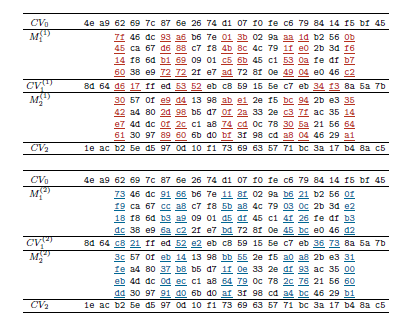 CV₀ 4e a9 62 69 7c 87 6e 26 74 d1 07 f0 fe c6 79 84 14 f5 bf 45
M₁⁽¹⁾ 7f 46 dc 93 a6 b6 7e 01 3b 02 9a aa 1d b2 56 0b
45 ca 67 d6 88 c7 f8 4b 8c 4c 79 1f e0 2b 3d f6
14 f8 6d b1 69 09 01 c5 6b 45 c1 53 0a fe df b7
60 38 e9 72 72 2f e7 ad 72 8f 0e 49 04 e0 46 c2
CV₁⁽¹⁾ 8d 64 d6 17 ff ed 53 52 eb c8 59 15 5e c7 eb 34 f3 8a 5a 7b
M₂⁽¹⁾ 30 57 0f e9 d4 13 98 ab e1 2e f5 bc 94 2b e3 35
42 a4 80 2d 98 b5 d7 0f 2a 33 2e c3 7f ac 35 14
e7 4d dc 0f 2c c1 a8 74 cd 0c 78 30 5a 21 56 64
61 30 97 89 60 6b d0 bf 3f 98 cd a8 04 46 29 a1
CV₂ 1e ac b2 5e d5 97 0d 10 f1 73 69 63 57 71 bc 3a 17 b4 8a c5
CV₀ 4e a9 62 69 7c 87 6e 26 74 d1 07 f0 fe c6 79 84 14 f5 bf 45
M₁⁽²⁾ 73 46 dc 91 66 b6 7e 11 8f 02 9a b6 21 b2 56 0f
f9 ca 67 cc a8 c7 f8 5b a8 4c 79 03 0c 2b 3d e2
18 f8 6d b3 a9 09 01 d5 df 45 c1 4f 26 fe df b3
dc 38 e9 6a c2 2f e7 bd 72 8f 0e 45 bc e0 46 d2
CV₁⁽²⁾ 8d 64 c8 21 ff ed 52 e2 eb c8 59 15 5e c7 eb 36 73 8a 5a 7b
M₂⁽²⁾ 3c 57 0f eb 14 13 98 bb 55 2e f5 a0 a8 2b e3 31
fe a4 80 37 b8 b5 d7 1f 0e 33 2e df 93 ac 35 00
eb 4d dc 0d ec c1 a8 64 79 0c 78 2c 76 21 56 60
dd 30 97 91 d0 6b d0 af 3f 98 cd a4 bc 46 29 b1
CV₂ 1e ac b2 5e d5 97 0d 10 f1 73 69 63 57 71 bc 3a 17 b4 8a c5